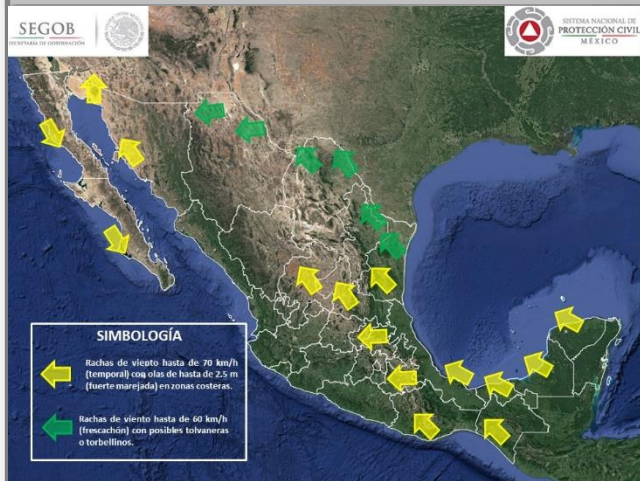 SEGOB
SECRETARÍA DE GOBERNACIÓN
SISTEMA NACIONAL DE
PROTECCIÓN CIVIL
MÉXICO
SIMBOLOGÍA
Rachas de viento hasta de 70 km/h
(temporal) con olas de hasta de 2.5 m
(fuerte marejada) en zonas costeras.
Rachas de viento hasta de 60 km/h
(frescachón) con posibles tolvaneras
o torbellinos.